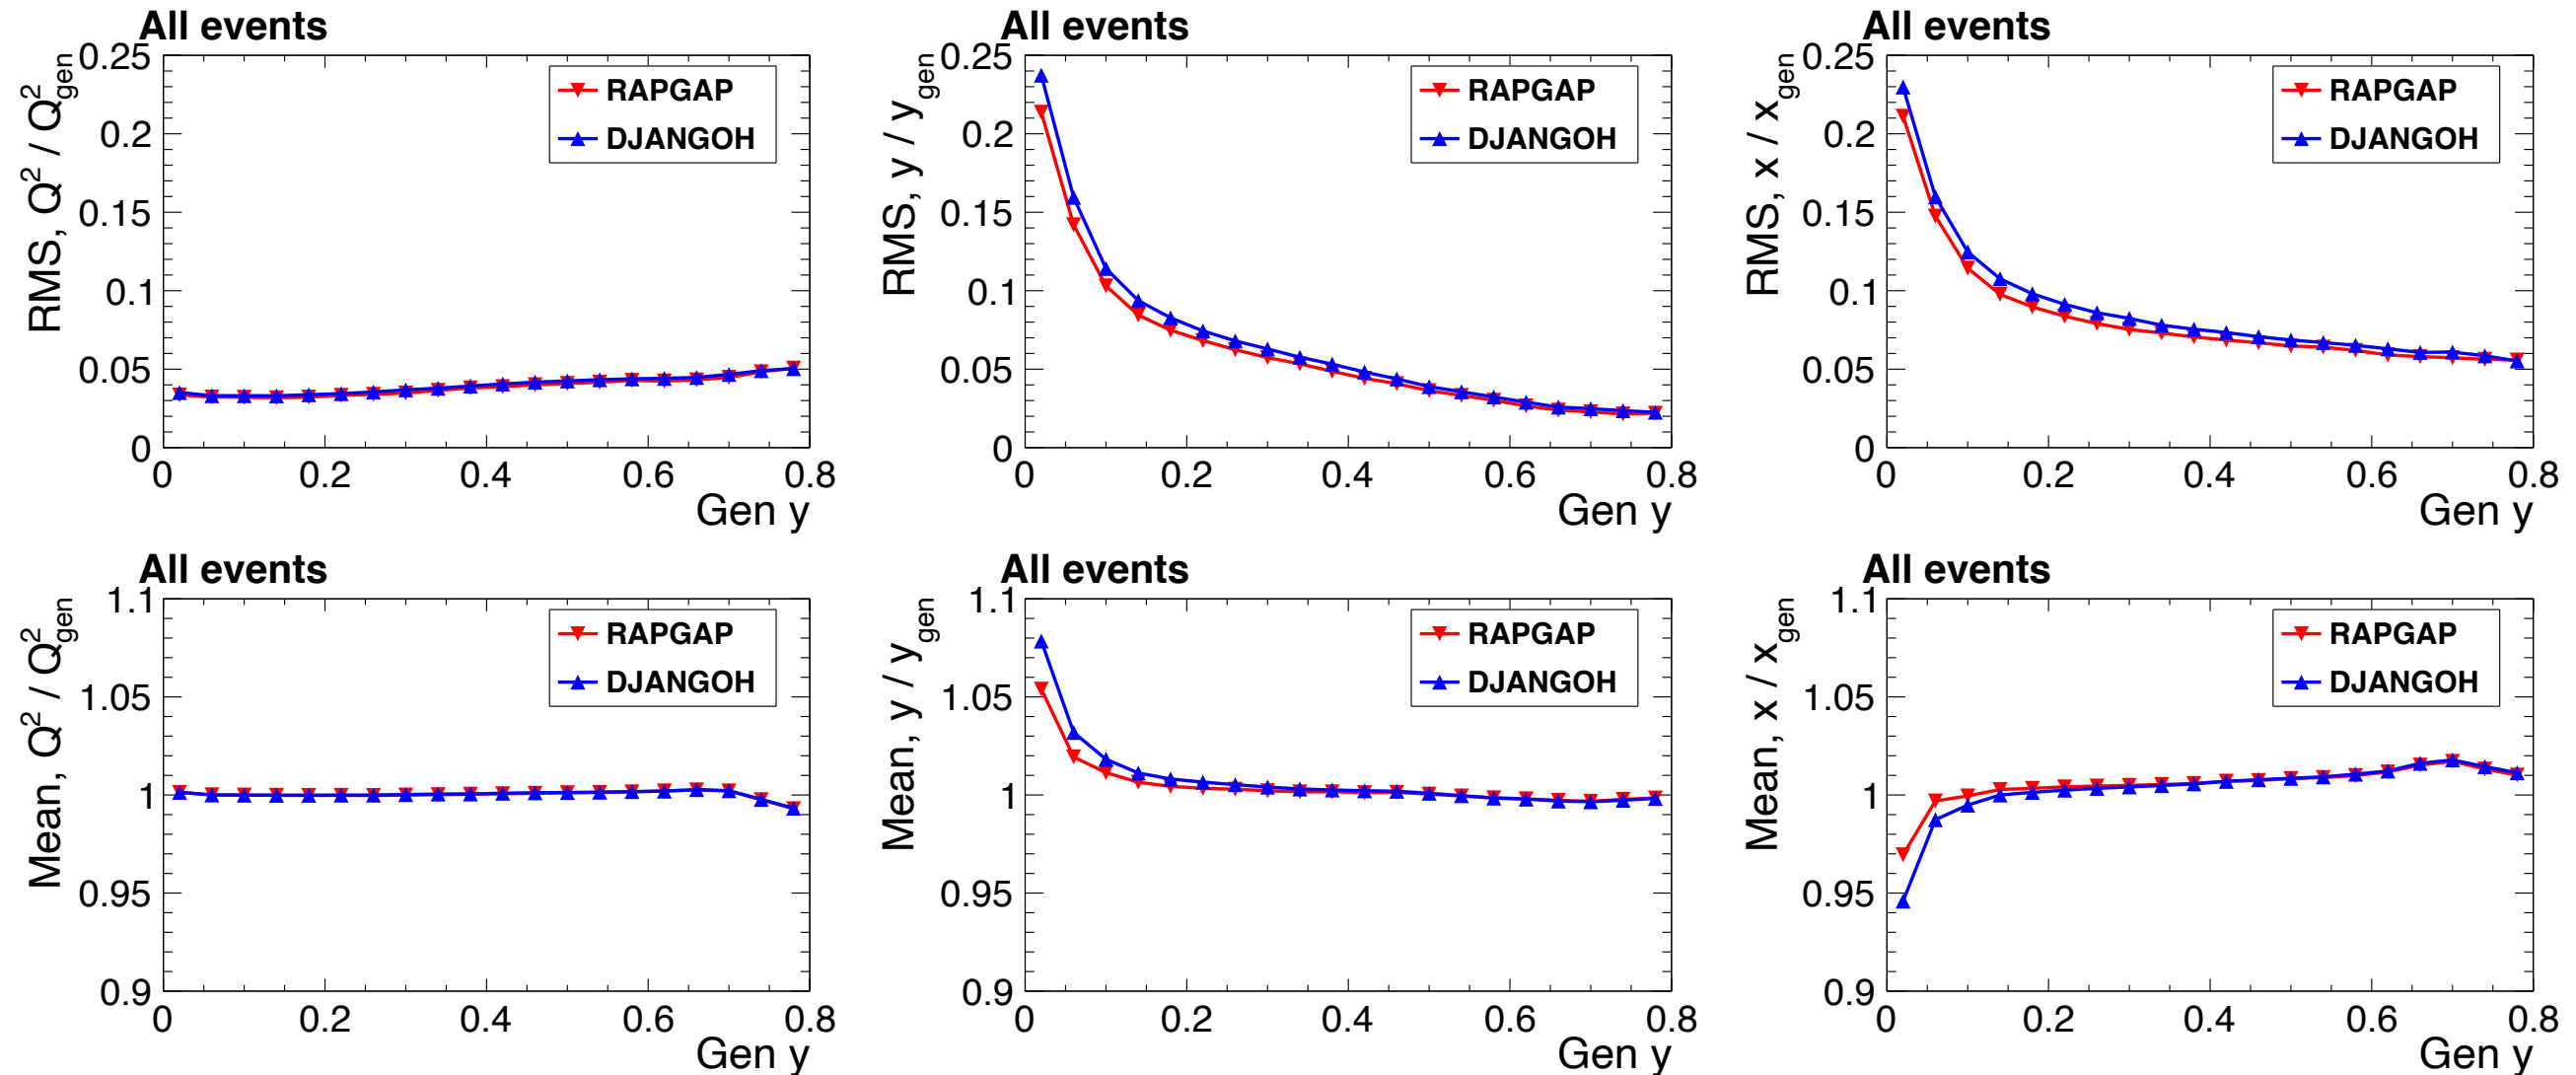 All events
RMS, Q² / Q²gen
0.25
0.2
0.15
0.1
0.05
0
RAPGAP
DJANGOH
0 0.2 0.4 0.6 0.8
Gen y
All events
RMS, y / ygen
0.25
0.2
0.15
0.1
0.05
0
RAPGAP
DJANGOH
0 0.2 0.4 0.6 0.8
Gen y
All events
RMS, x / xgen
0.25
0.2
0.15
0.1
0.05
0
RAPGAP
DJANGOH
0 0.2 0.4 0.6 0.8
Gen y
All events
Mean, Q² / Q²gen
1.1
1.05
1
0.95
0.9
RAPGAP
DJANGOH
0 0.2 0.4 0.6 0.8
Gen y
All events
Mean, y / ygen
1.1
1.05
1
0.95
0.9
RAPGAP
DJANGOH
0 0.2 0.4 0.6 0.8
Gen y
All events
Mean, x / xgen
1.1
1.05
1
0.95
0.9
RAPGAP
DJANGOH
0 0.2 0.4 0.6 0.8
Gen y